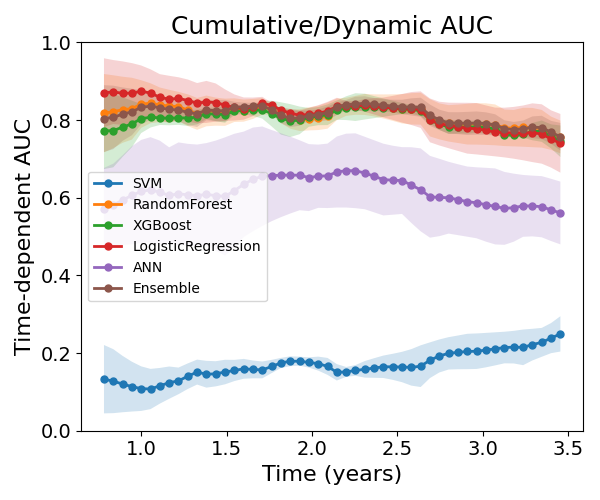 Cumulative/Dynamic AUC
Time-dependent AUC
1.0
0.8
0.6
0.4
0.2
0.0
SVM
RandomForest
XGBoost
LogisticRegression
ANN
Ensemble
1.0 1.5 2.0 2.5 3.0 3.5
Time (years)